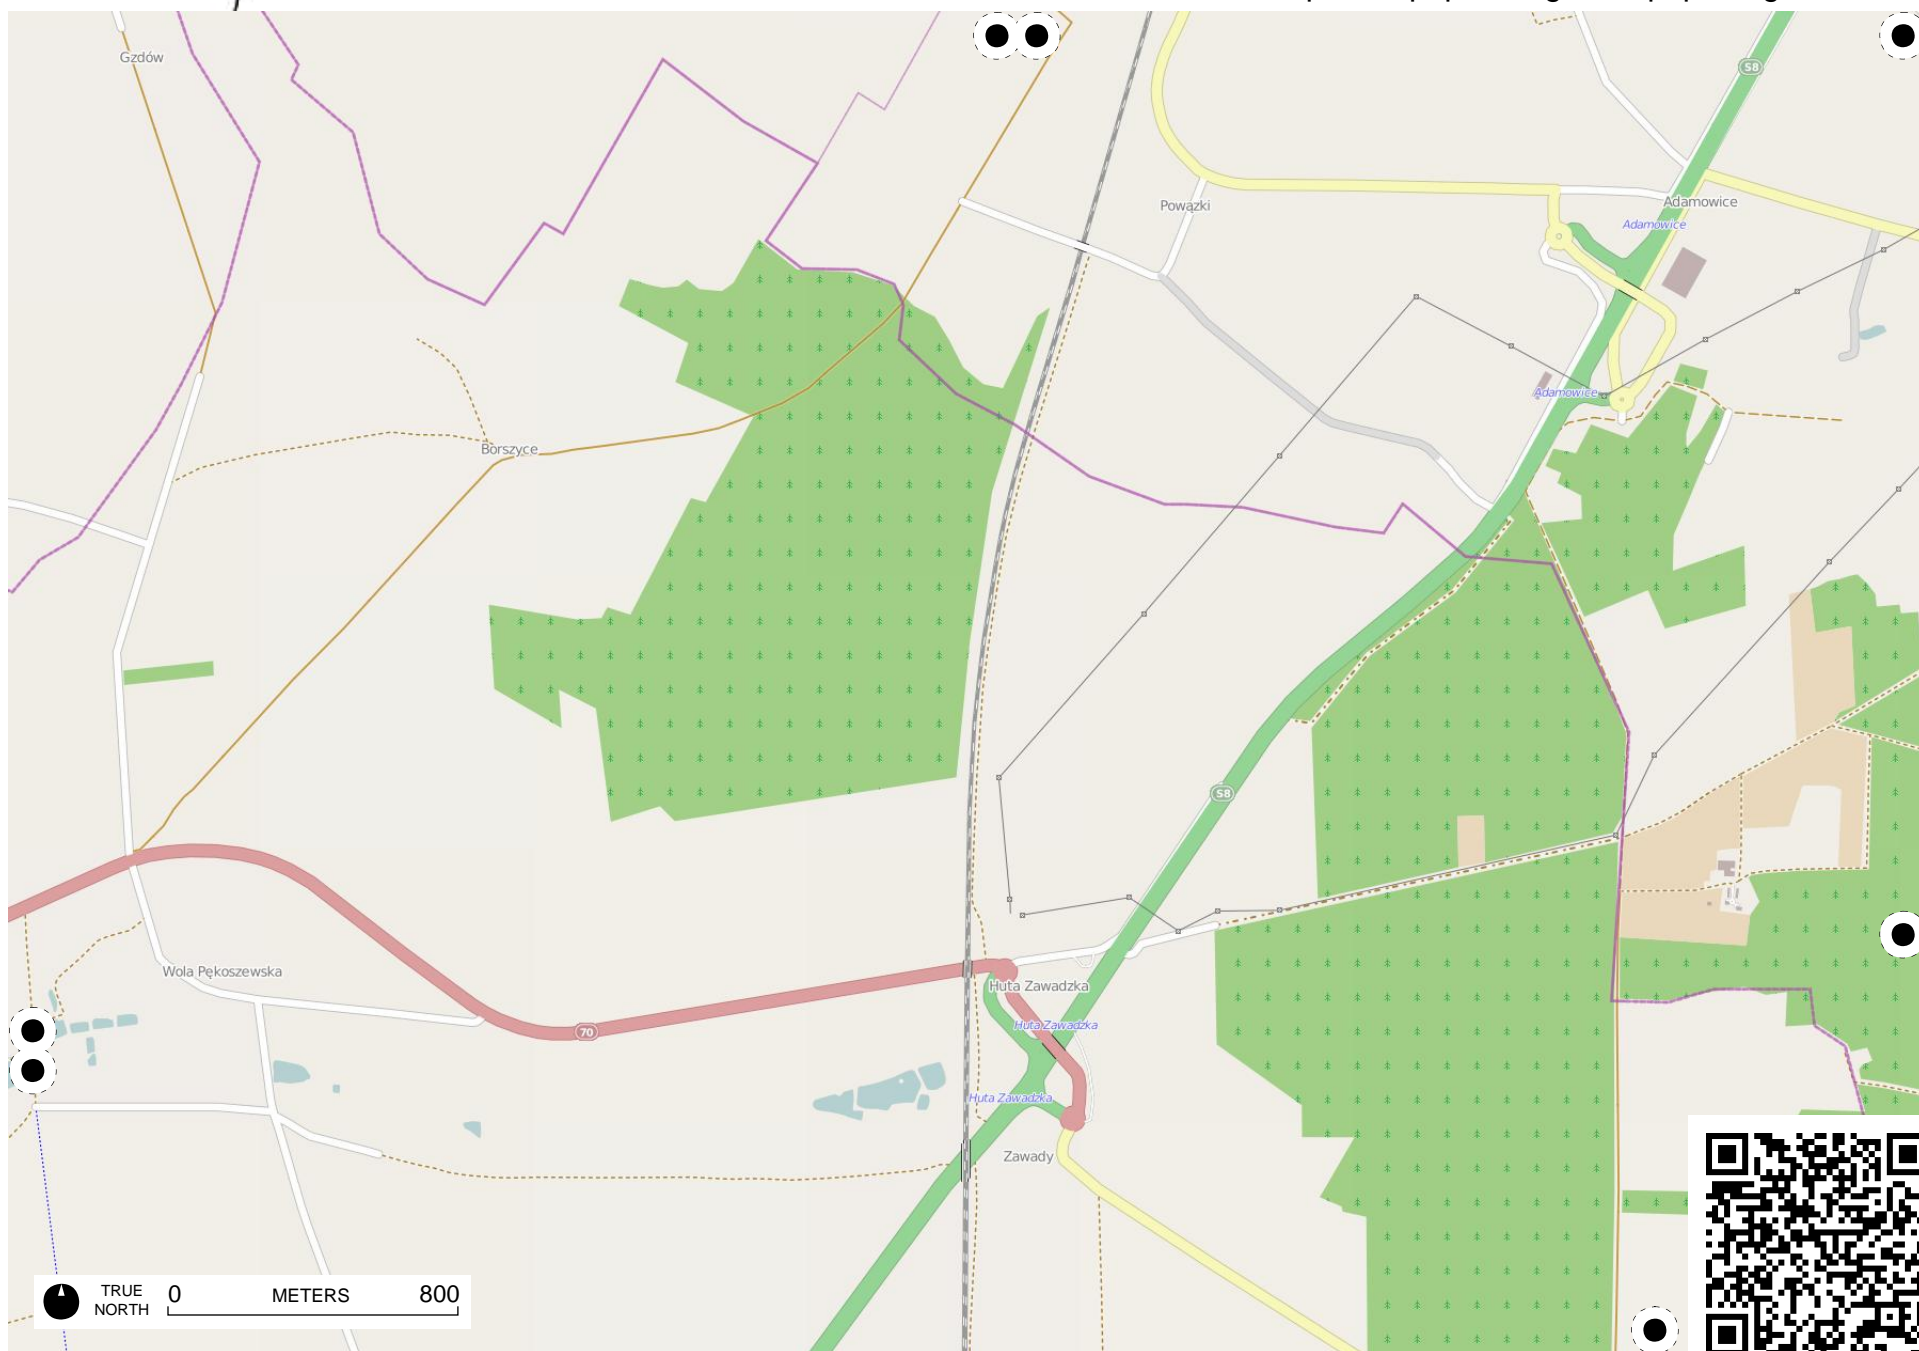 Gzdów
S8
Powązki
Adamowice
Adamowice
Adamowice
Borszyce
S8
Wola Pękoszewska
Huta Zawadzka
Huta Zawadzka
70
Huta Zawadzka
Zawady
TRUE NORTH
0 METERS 800